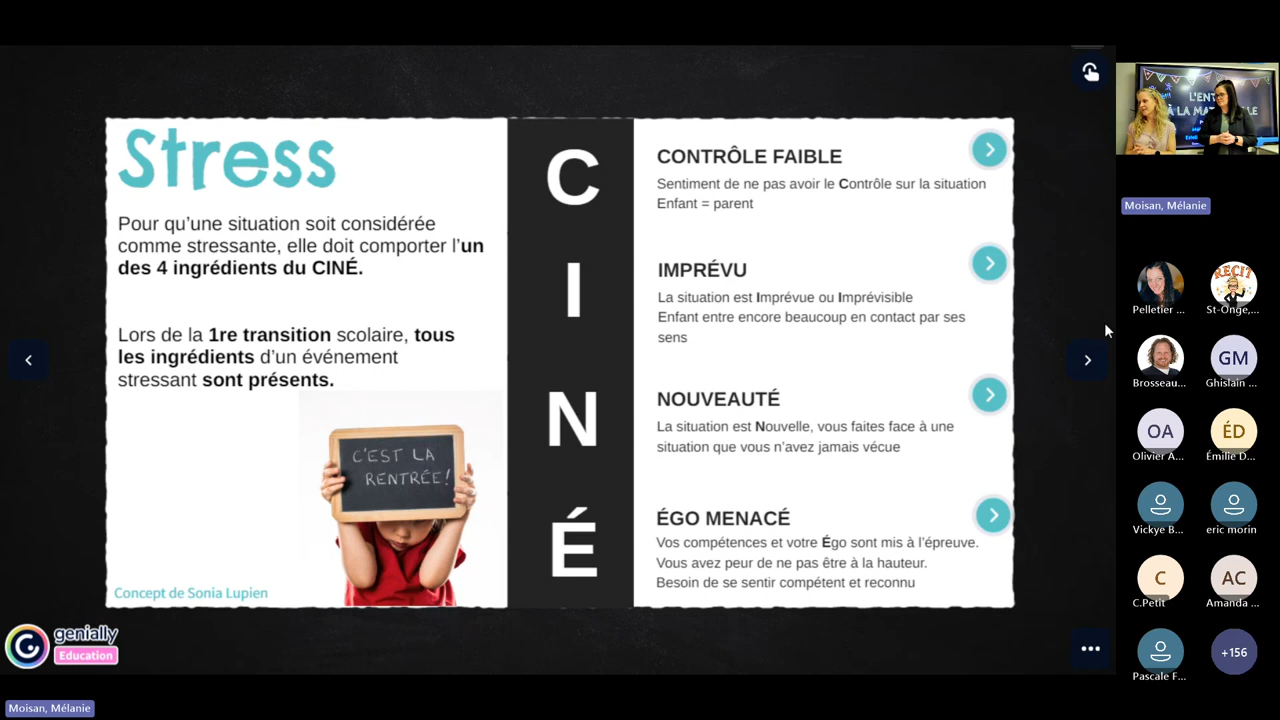 Stress
Pour qu’une situation soit considérée
comme stressante, elle doit comporter l’un
des 4 ingrédients du CINÉ.
Lors de la 1re transition scolaire, tous
les ingrédients d’un événement
stressant sont présents.
C'EST LA
RENTRÉE!
Concept de Sonia Lupien
C
I
N
É
CONTRÔLE FAIBLE
Sentiment de ne pas avoir le Contrôle sur la situation
Enfant = parent
IMPRÉVU
La situation est Imprévue ou Imprévisible
Enfant entre encore beaucoup en contact par ses
sens
NOUVEAUTÉ
La situation est Nouvelle, vous faites face à une
situation que vous n’avez jamais vécue
ÉGO MENACÉ
Vos compétences et votre Égo sont mis à l’épreuve.
Vous avez peur de ne pas être à la hauteur.
Besoin de se sentir compétent et reconnu
genially
Education
Moisan, Mélanie
L'EN
À LA MA
Moisan, Mélanie
RÉCIT
Pelletier ...
St-Onge,...
GM
Brosseau...
Ghislain ...
OA
ÉD
Olivier A...
Émilie D...
Vickye B...
eric morin
C
AC
C.Petit
Amanda ...
Pascale F...
+156